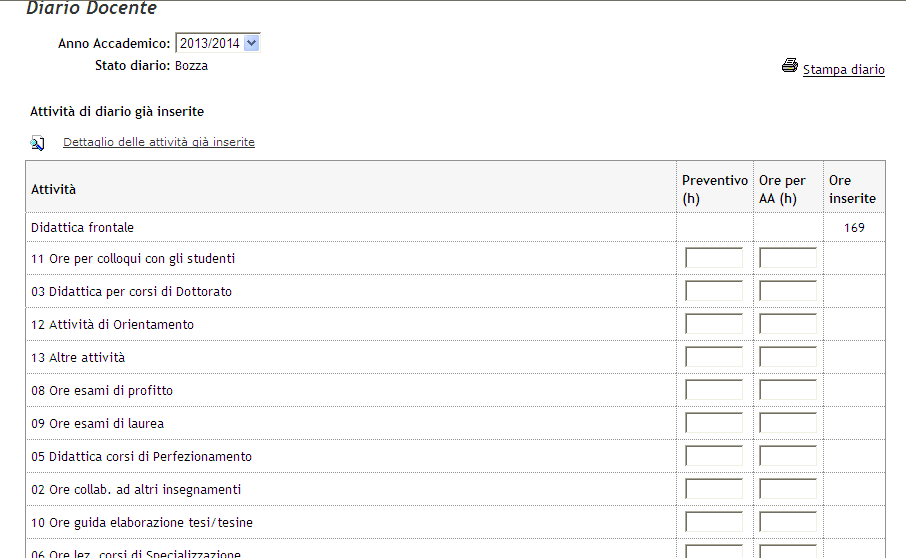 Diario Docente
Anno Accademico: 2013/2014
Stato diario: Bozza
Stampa diario
Attività di diario già inserite
Dettaglio delle attività già inserite
Attività
Preventivo (h)
Ore per AA (h)
Ore inserite
Didattica frontale 169
11 Ore per colloqui con gli studenti
03 Didattica per corsi di Dottorato
12 Attività di Orientamento
13 Altre attività
08 Ore esami di profitto
09 Ore esami di laurea
05 Didattica corsi di Perfezionamento
02 Ore collab. ad altri insegnamenti
10 Ore guida elaborazione tesi/tesine
06 Ore lez. corsi di Specializzazione